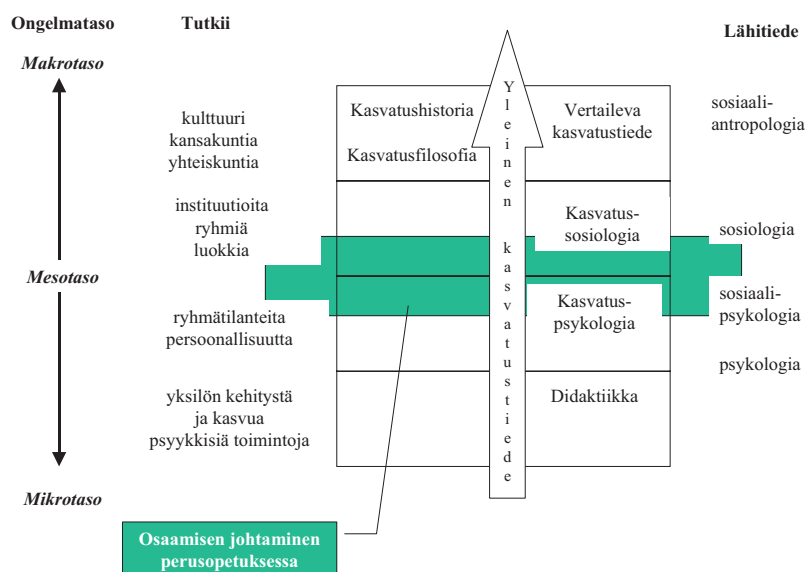 Ongelmataso
Tutkii
Lähitiede
Makrotaso
kulttuuri
kansakuntia
yhteiskuntia
Kasvatushistoria
Kasvatusfilosofia
Vertaileva
kasvatustiede
sosiaali-
antropologia
instituutioita
ryhmiä
luokkia
Kasvatus-
sosiologia
sosiologia
Mesotaso
ryhmätilanteita
persoonallisuutta
Kasvatus-
psykologia
sosiaali-
psykologia
psykologia
yksilön kehitystä
ja kasvua
psyykkisiä toimintoja
Didaktiikka
Yleinen kasvatustiede
Mikrotaso
Osaamisen johtaminen
perusopetuksessa